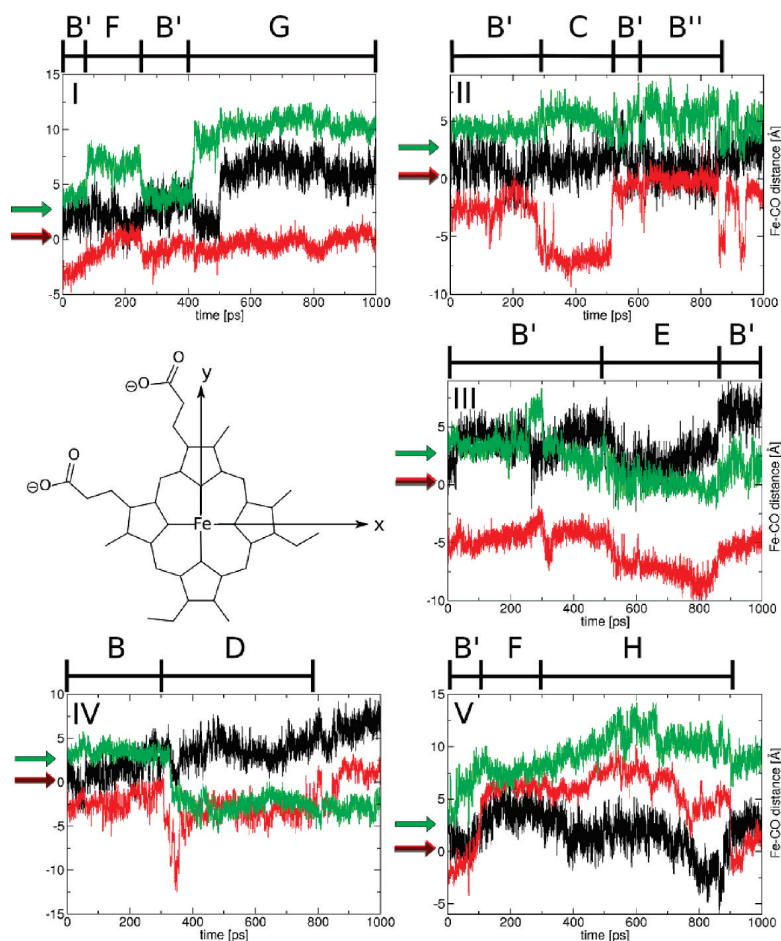 B' F B' G
I
15
10
5
0
-5
0 200 400 600 800 1000
time [ps]
B' C B' B''
II
5
0
-5
-10
0 200 400 600 800 1000
time [ps]
Fe-CO distance [Å]
O
⊖O
O
⊖O
Fe
y
x
B' E B'
III
5
0
-5
-10
0 200 400 600 800 1000
time [ps]
Fe-CO distance [Å]
B D
IV
10
5
0
-5
-10
-15
0 200 400 600 800 1000
time [ps]
B' F H
V
15
10
5
0
-5
0 200 400 600 800 1000
time [ps]
Fe-CO distance [Å]